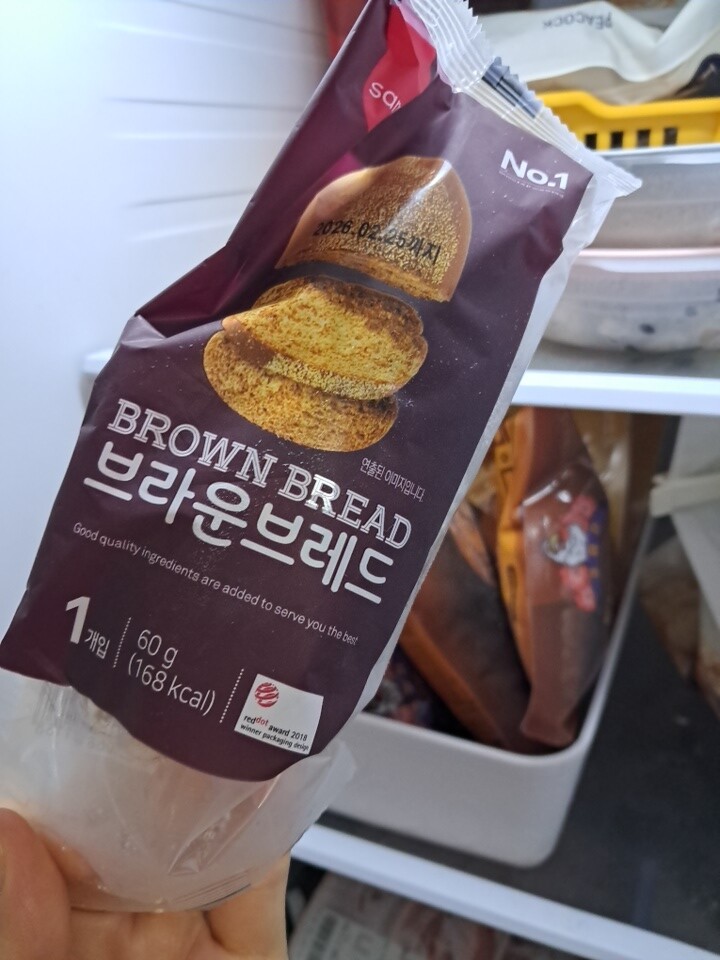 PEACOCK
No.1
2026.02.25까지
연출된 이미지입니다.
BROWN BREAD
브라운브레드
Good quality ingredients are added to serve you the best
1개입
60 g
(168 kcal)
reddot award 2018
winner packaging design